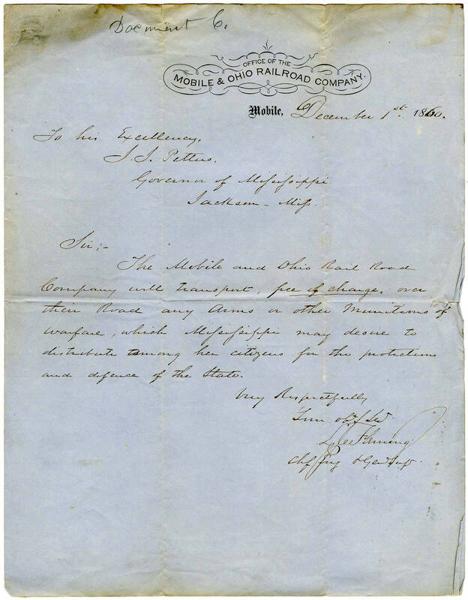 Document C.
OFFICE OF THE
MOBILE & OHIO RAILROAD COMPANY.
Mobile, December 1st. 1860.
To his Excellency,
J. J. Pettus.
Governor of Mississippi
Jackson - Miss
Sir:-
The Mobile and Ohio Rail Road
Company will transport, free of charge, over
their Road any Arms or other Munitions of
warfare, which Mississippi may desire to
distribute among her citizens for the protection
and defence of the State.
Very Respectfully
Your obt Svt
L J Fleming
Chf Eng & Gen Supt.